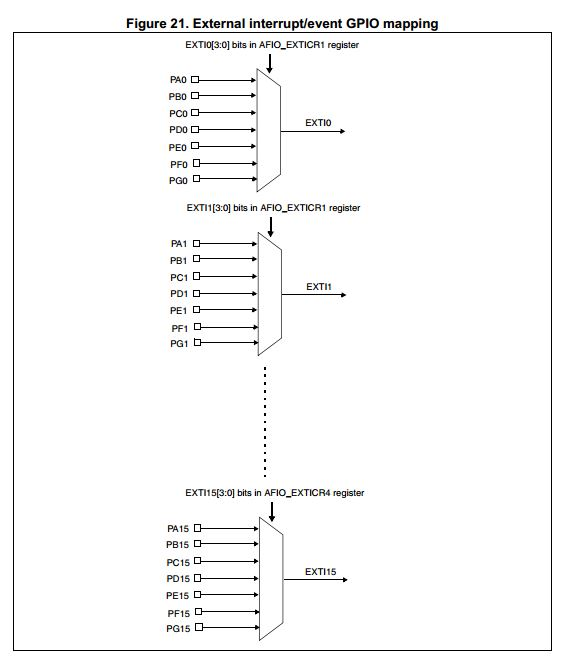 Figure 21. External interrupt/event GPIO mapping
EXTI0[3:0] bits in AFIO_EXTICR1 register
PA0
PB0
PC0
PD0
PE0
PF0
PG0
EXTI0
EXTI1[3:0] bits in AFIO_EXTICR1 register
PA1
PB1
PC1
PD1
PE1
PF1
PG1
EXTI1
EXTI15[3:0] bits in AFIO_EXTICR4 register
PA15
PB15
PC15
PD15
PE15
PF15
PG15
EXTI15